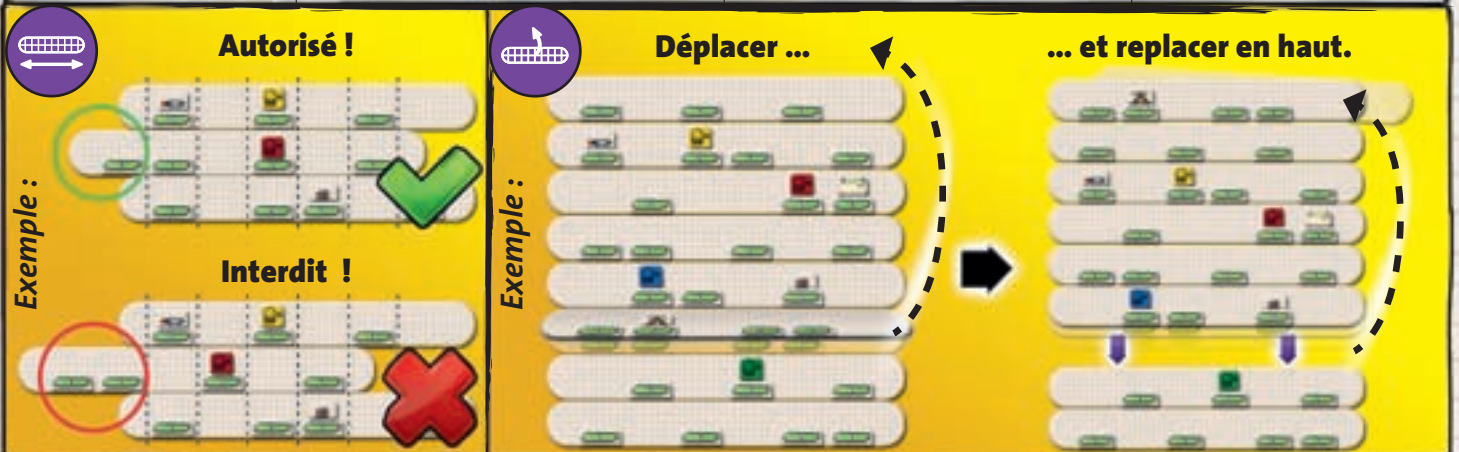 Autorisé !
Exemple :
Interdit !
Déplacer ...
Exemple :
... et replacer en haut.